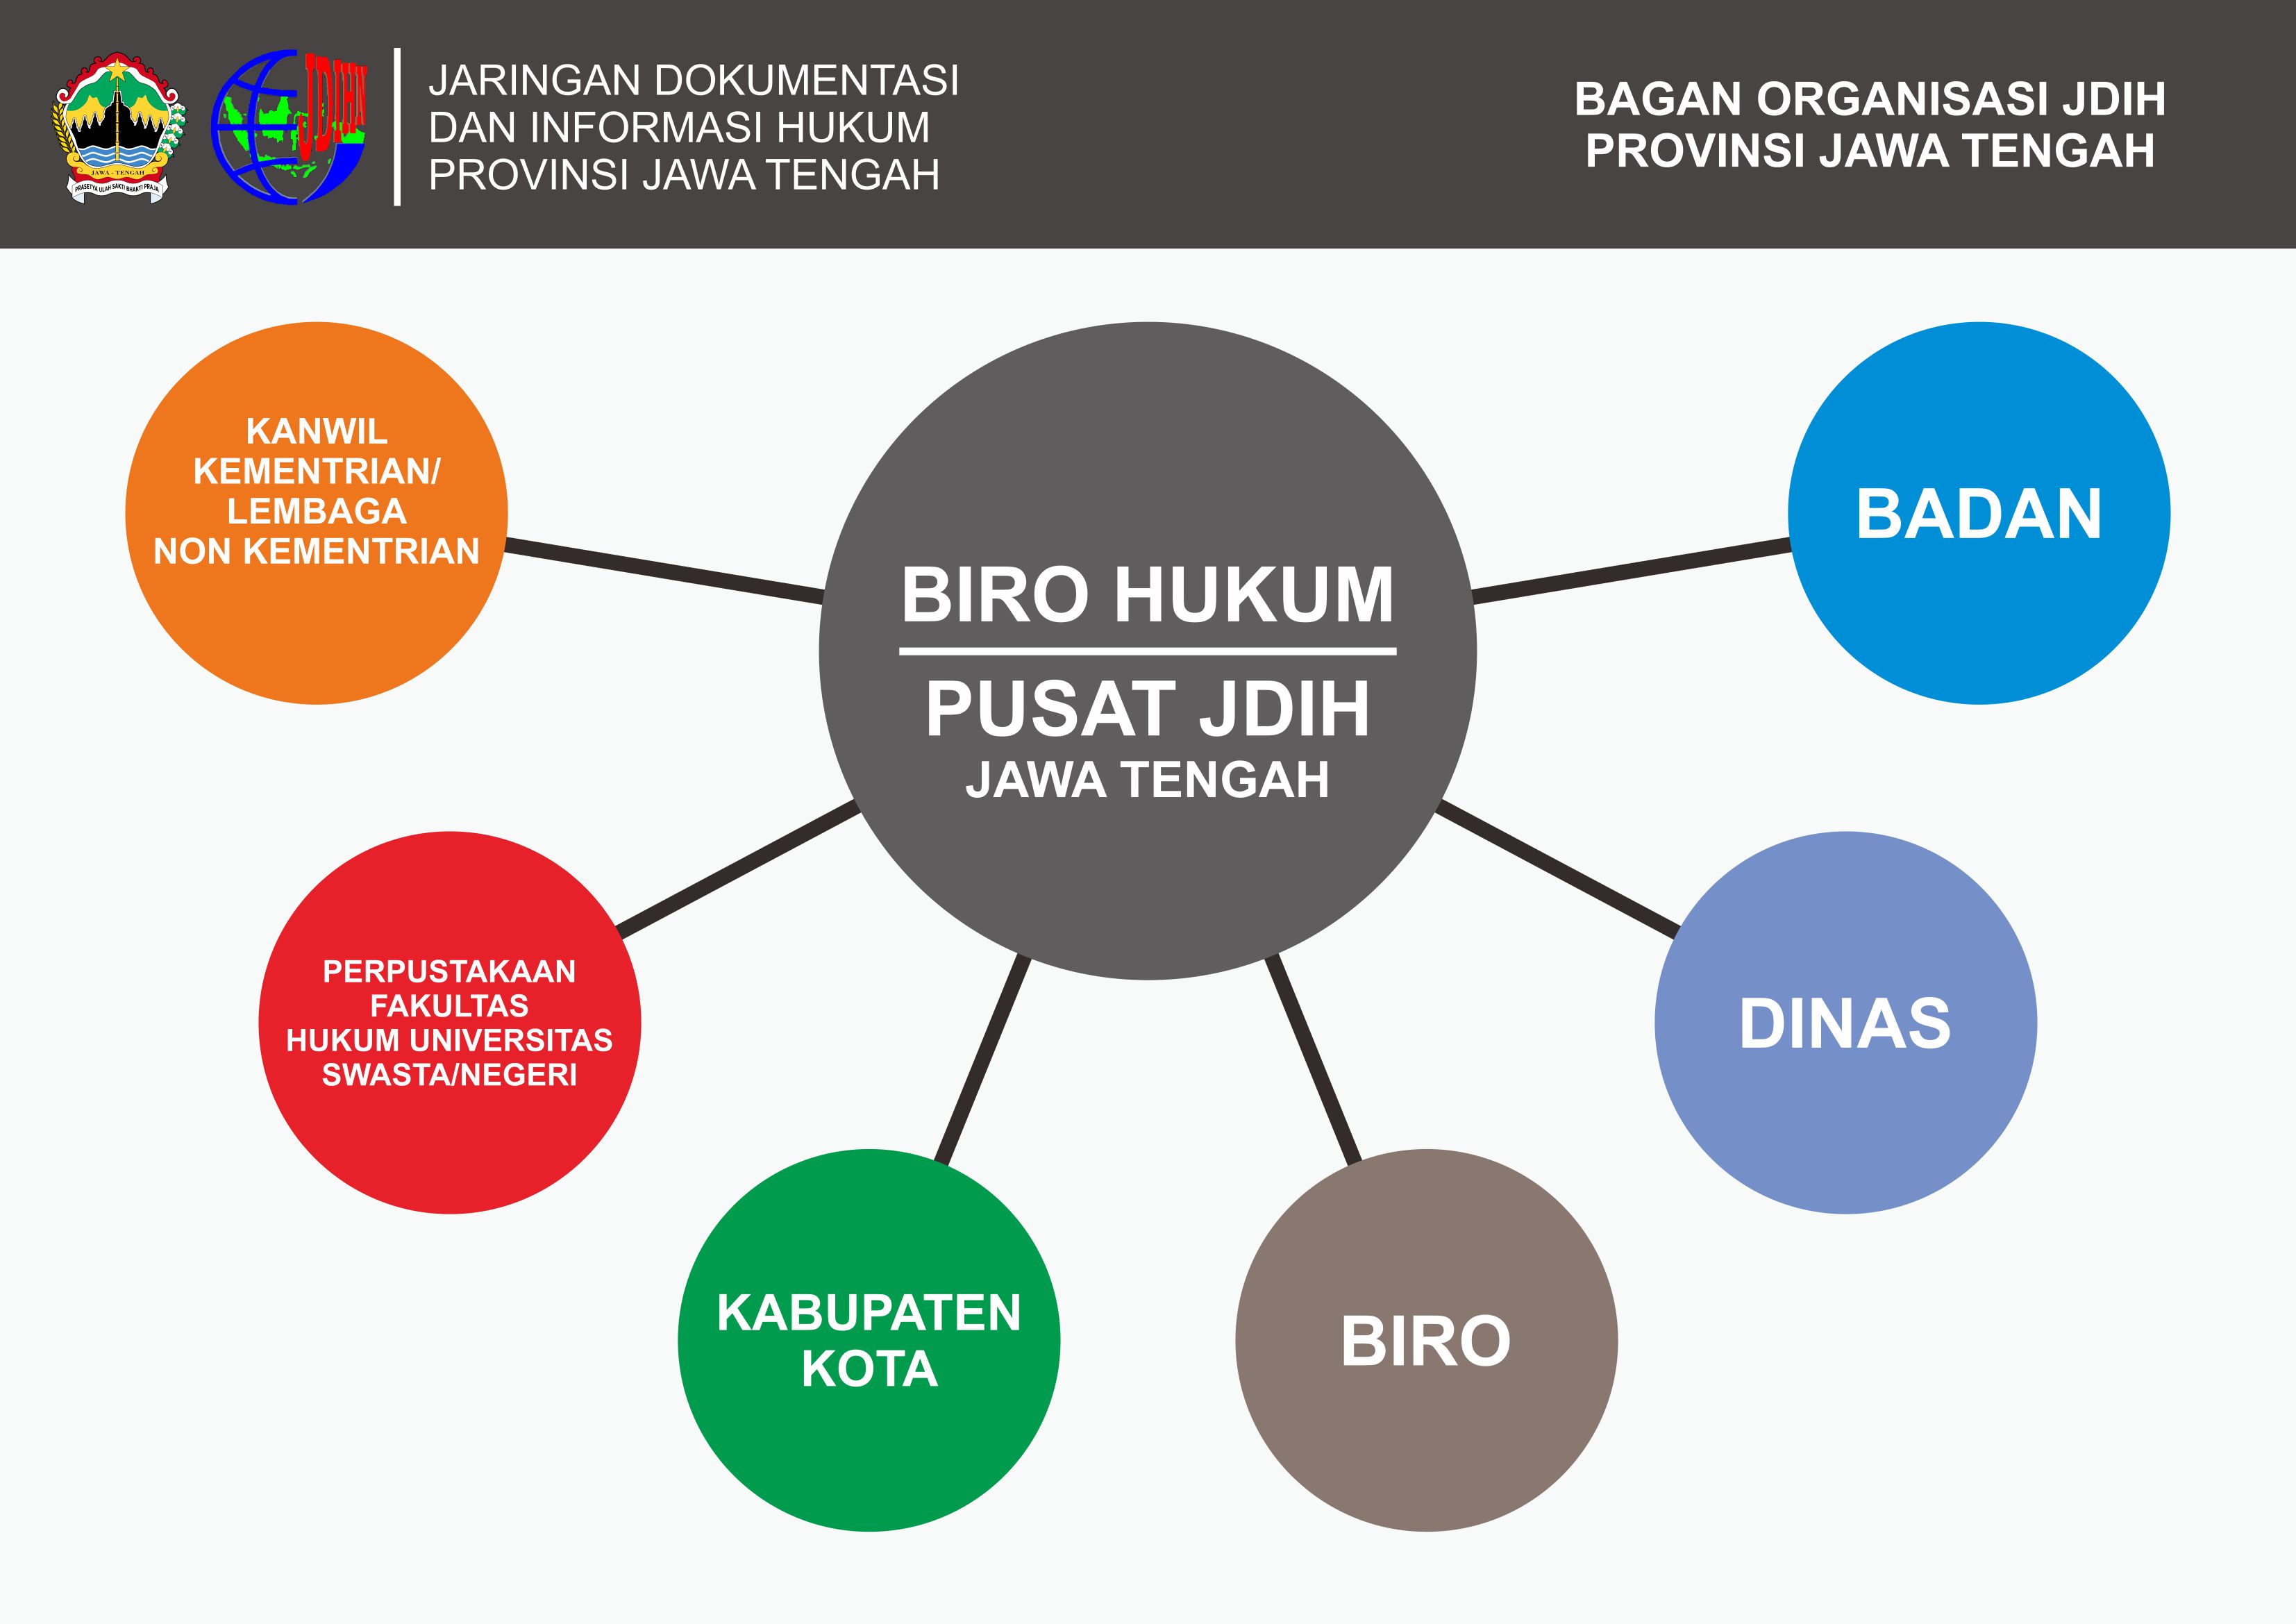 JAWA - TENGAH
PRASETYA ULAH SAKTI BHAKTI PRAJA
JDIHN
JARINGAN DOKUMENTASI
DAN INFORMASI HUKUM
PROVINSI JAWA TENGAH
BAGAN ORGANISASI JDIH
PROVINSI JAWA TENGAH
KANWIL
KEMENTRIAN/
LEMBAGA
NON KEMENTRIAN
BIRO HUKUM
PUSAT JDIH
JAWA TENGAH
BADAN
PERPUSTAKAAN
FAKULTAS
HUKUM UNIVERSITAS
SWASTA/NEGERI
DINAS
KABUPATEN
KOTA
BIRO